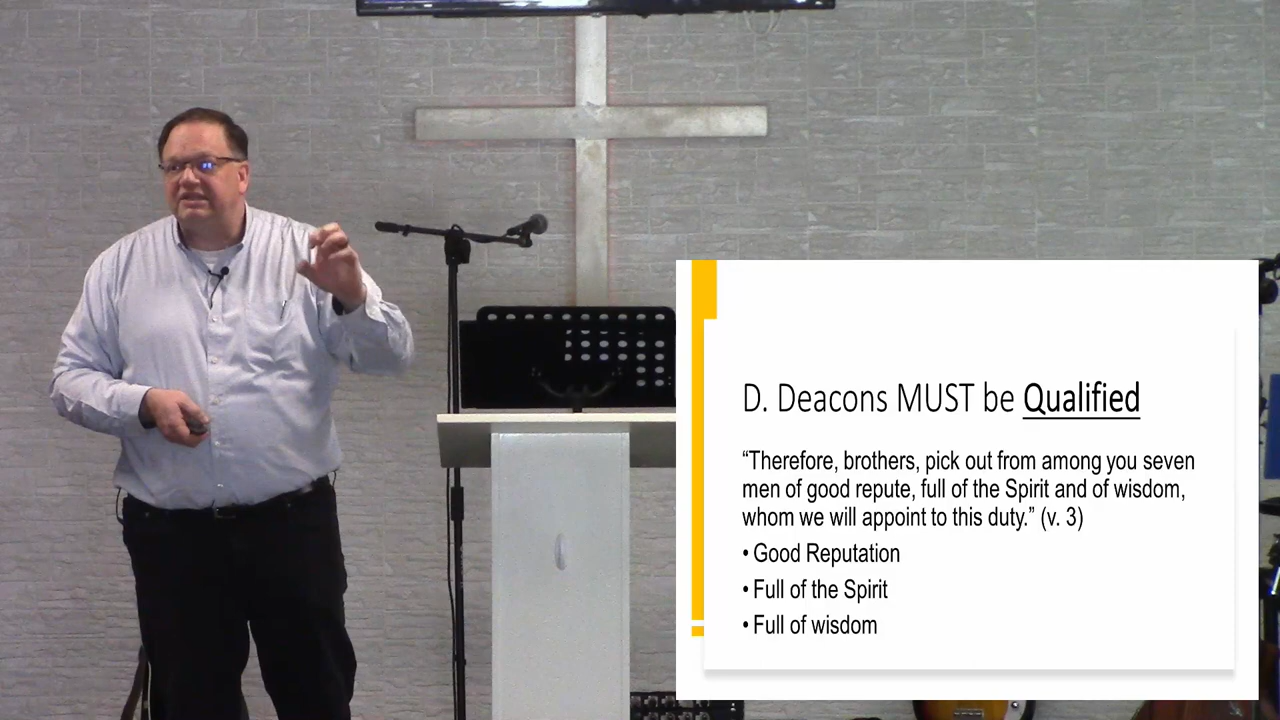 D. Deacons MUST be Qualified
“Therefore, brothers, pick out from among you seven
men of good repute, full of the Spirit and of wisdom,
whom we will appoint to this duty.” (v. 3)
• Good Reputation
• Full of the Spirit
• Full of wisdom